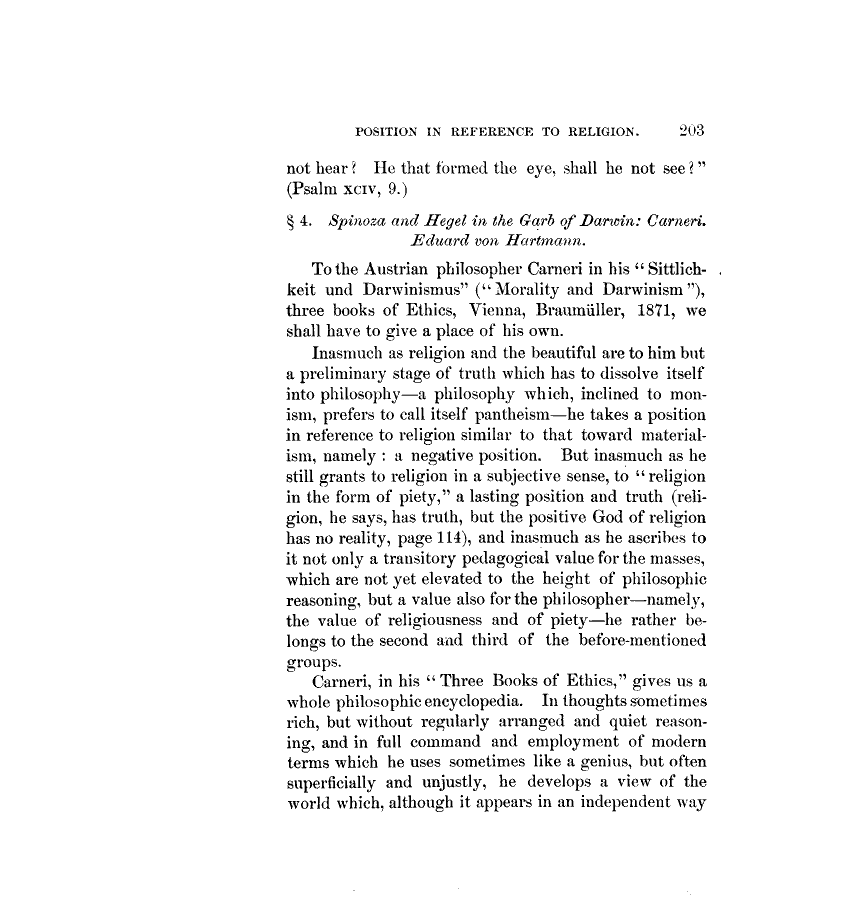 POSITION IN REFERENCE TO RELIGION. 203
not hear? He that formed the eye, shall he not see?”
(Psalm XCIV, 9.)
§ 4. Spinoza and Hegel in the Garb of Darwin: Carneri.
Eduard von Hartmann.
To the Austrian philosopher Carneri in his “Sittlich-
keit und Darwinismus” (“Morality and Darwinism”),
three books of Ethics, Vienna, Braumüller, 1871, we
shall have to give a place of his own.
Inasmuch as religion and the beautiful are to him but
a preliminary stage of truth which has to dissolve itself
into philosophy—a philosophy which, inclined to mon-
ism, prefers to call itself pantheism—he takes a position
in reference to religion similar to that toward material-
ism, namely : a negative position. But inasmuch as he
still grants to religion in a subjective sense, to “religion
in the form of piety,” a lasting position and truth (reli-
gion, he says, has truth, but the positive God of religion
has no reality, page 114), and inasmuch as he ascribes to
it not only a transitory pedagogical value for the masses,
which are not yet elevated to the height of philosophic
reasoning, but a value also for the philosopher—namely,
the value of religiousness and of piety—he rather be-
longs to the second and third of the before-mentioned
groups.
Carneri, in his “Three Books of Ethics,” gives us a
whole philosophic encyclopedia. In thoughts sometimes
rich, but without regularly arranged and quiet reason-
ing, and in full command and employment of modern
terms which he uses sometimes like a genius, but often
superficially and unjustly, he develops a view of the
world which, although it appears in an independent way